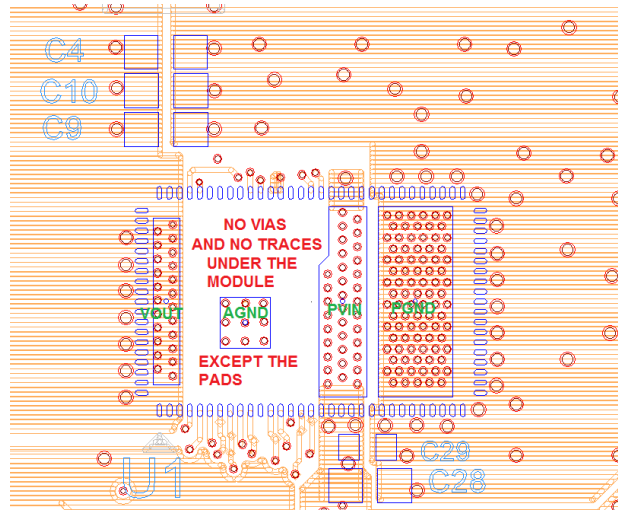 C4
C10
C9
NO VIAS
AND NO TRACES
UNDER THE
MODULE
VOUT
AGND
PVIN
PGND
EXCEPT THE
PADS
C29
C28
U1